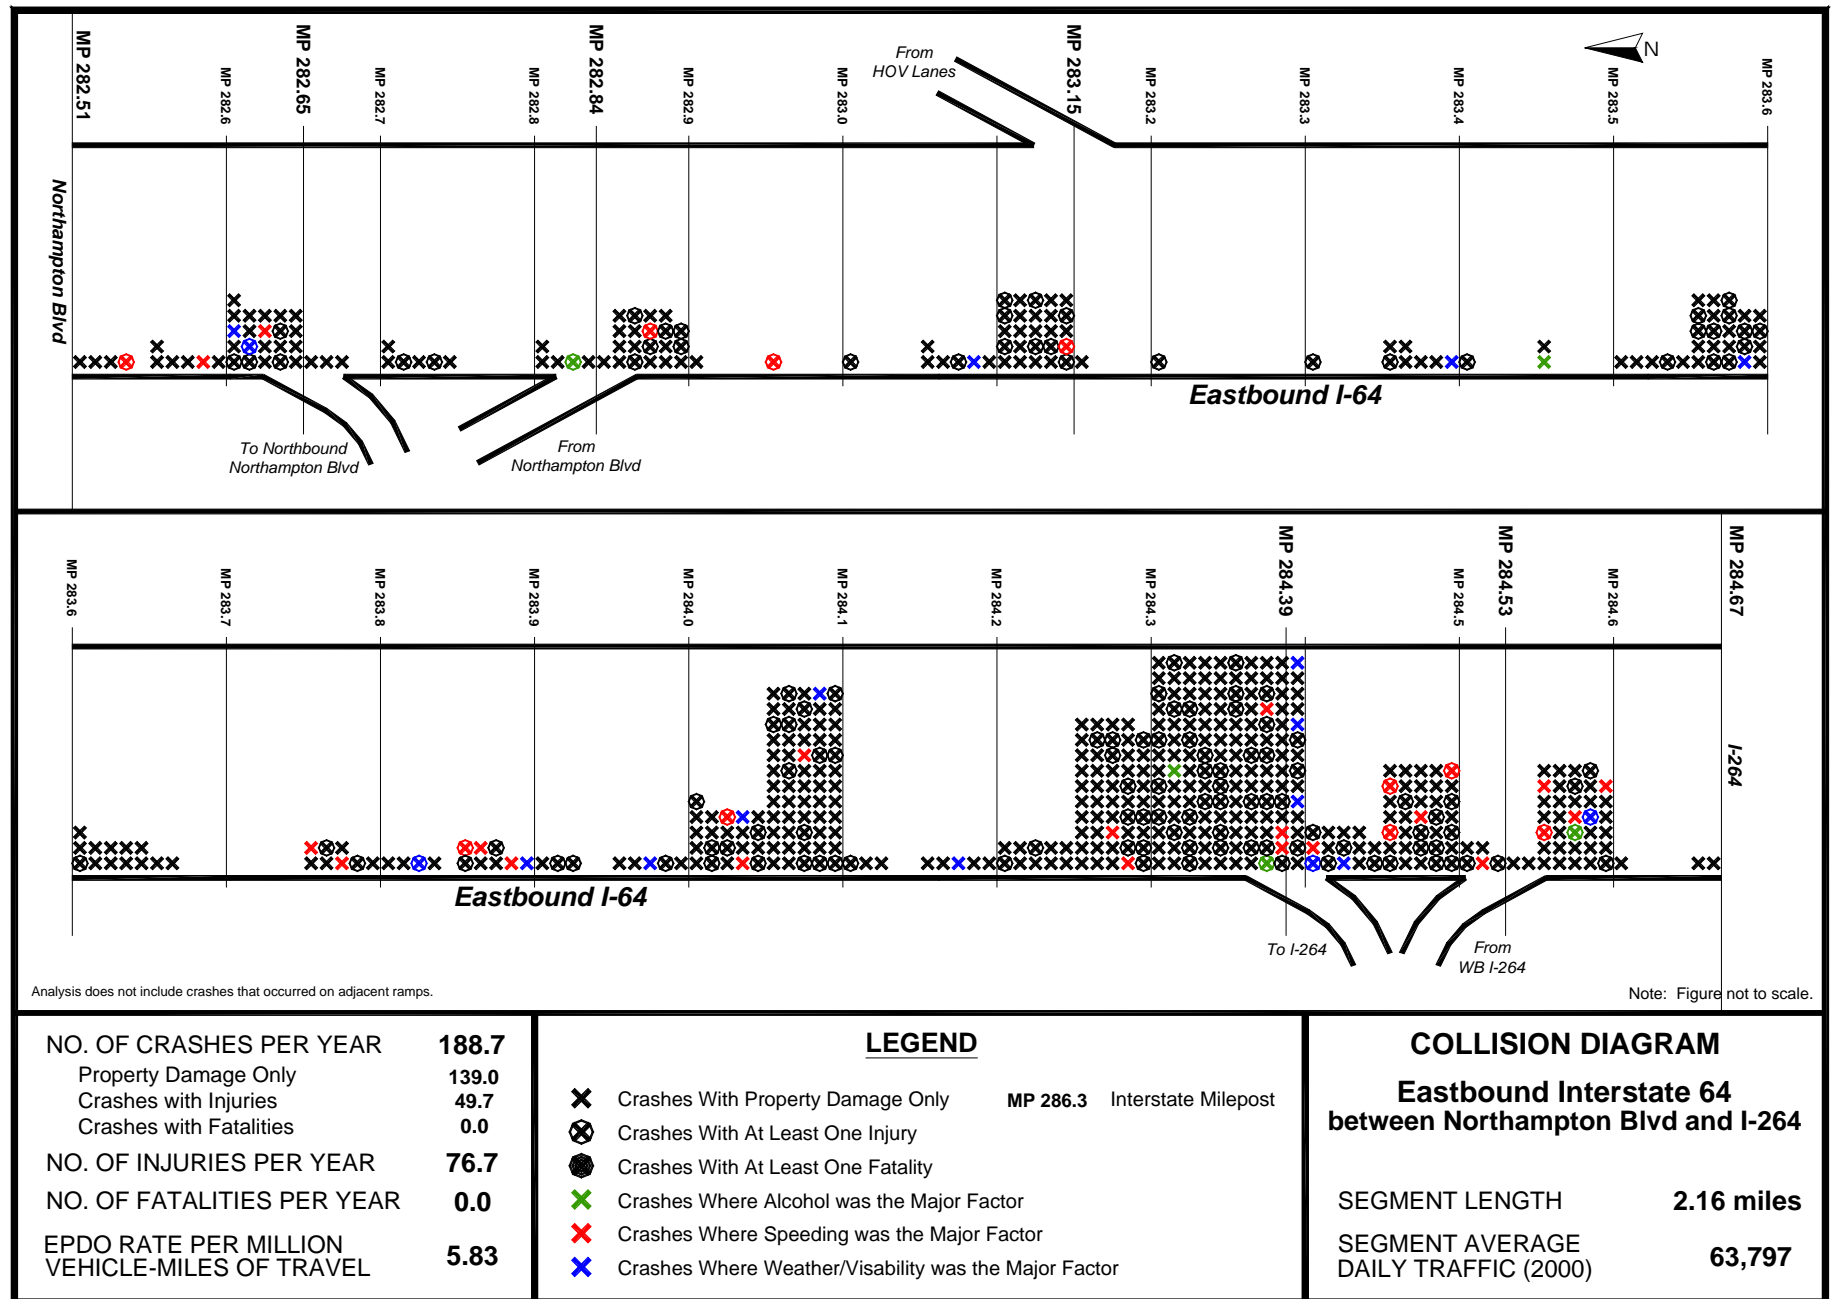 MP 282.51
MP 282.6
MP 282.65
MP 282.7
MP 282.8
MP 282.84
MP 282.9
MP 283.0
From
HOV Lanes
MP 283.15
MP 283.2
MP 283.3
MP 283.4
MP 283.5
MP 283.6
N
Northampton Blvd
Eastbound I-64
To Northbound
Northampton Blvd
From
Northampton Blvd
MP 283.6
MP 283.7
MP 283.8
MP 283.9
MP 284.0
MP 284.1
MP 284.2
MP 284.3
MP 284.39
MP 284.5
MP 284.53
MP 284.6
MP 284.67
I-264
Eastbound I-64
To I-264
From
WB I-264
Analysis does not include crashes that occurred on adjacent ramps.
Note: Figure not to scale.
NO. OF CRASHES PER YEAR 188.7
Property Damage Only 139.0
Crashes with Injuries 49.7
Crashes with Fatalities 0.0
NO. OF INJURIES PER YEAR 76.7
NO. OF FATALITIES PER YEAR 0.0
EPDO RATE PER MILLION
VEHICLE-MILES OF TRAVEL 5.83
LEGEND
Crashes With Property Damage Only MP 286.3 Interstate Milepost
Crashes With At Least One Injury
Crashes With At Least One Fatality
Crashes Where Alcohol was the Major Factor
Crashes Where Speeding was the Major Factor
Crashes Where Weather/Visability was the Major Factor
COLLISION DIAGRAM
Eastbound Interstate 64
between Northampton Blvd and I-264
SEGMENT LENGTH 2.16 miles
SEGMENT AVERAGE
DAILY TRAFFIC (2000) 63,797